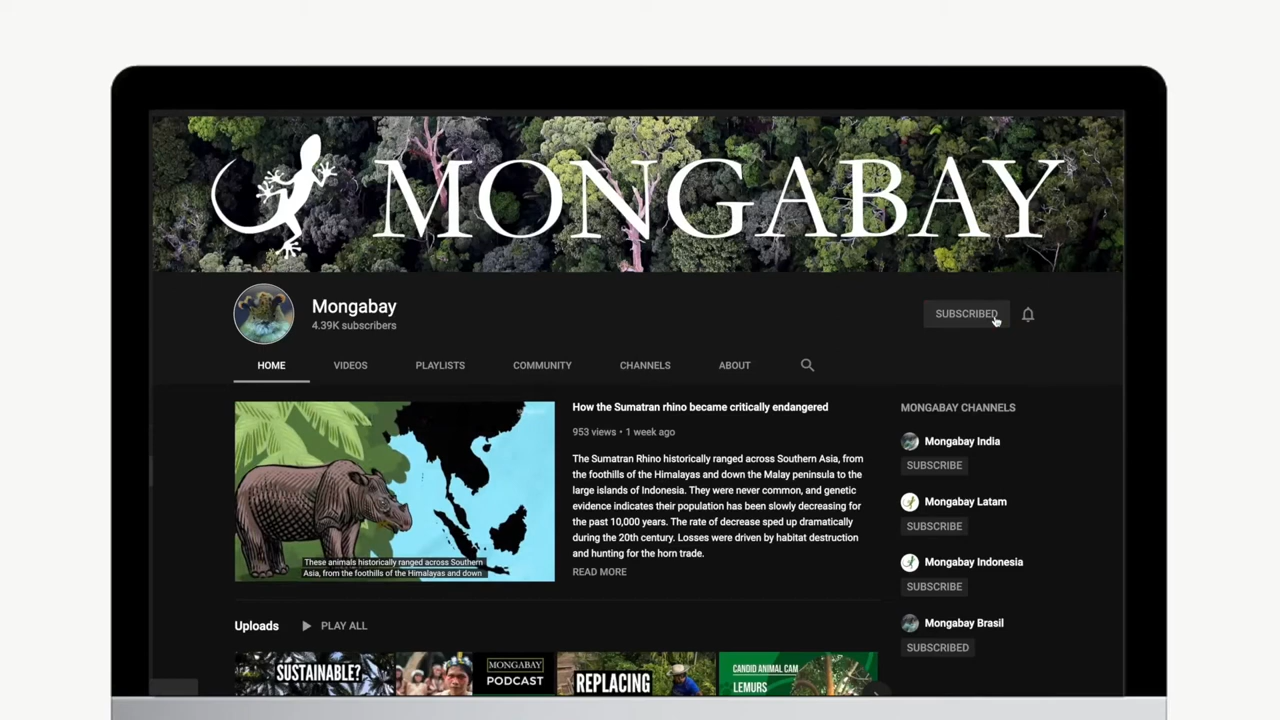 MONGABAY
Mongabay
4.39K subscribers
SUBSCRIBED
HOME
VIDEOS
PLAYLISTS
COMMUNITY
CHANNELS
ABOUT
These animals historically ranged across Southern
Asia, from the foothills of the Himalayas and down
How the Sumatran rhino became critically endangered
953 views • 1 week ago
The Sumatran Rhino historically ranged across Southern Asia, from
the foothills of the Himalayas and down the Malay peninsula to the
large islands of Indonesia. They were never common, and genetic
evidence indicates their population has been slowly decreasing for
the past 10,000 years. The rate of decrease sped up dramatically
during the 20th century. Losses were driven by habitat destruction
and hunting for the horn trade.
READ MORE
MONGABAY CHANNELS
Mongabay India
SUBSCRIBE
Mongabay Latam
SUBSCRIBE
Mongabay Indonesia
SUBSCRIBE
Mongabay Brasil
SUBSCRIBED
Uploads
PLAY ALL
SUSTAINABLE?
MONGABAY
PODCAST
REPLACING
CANDID ANIMAL CAM
LEMURS